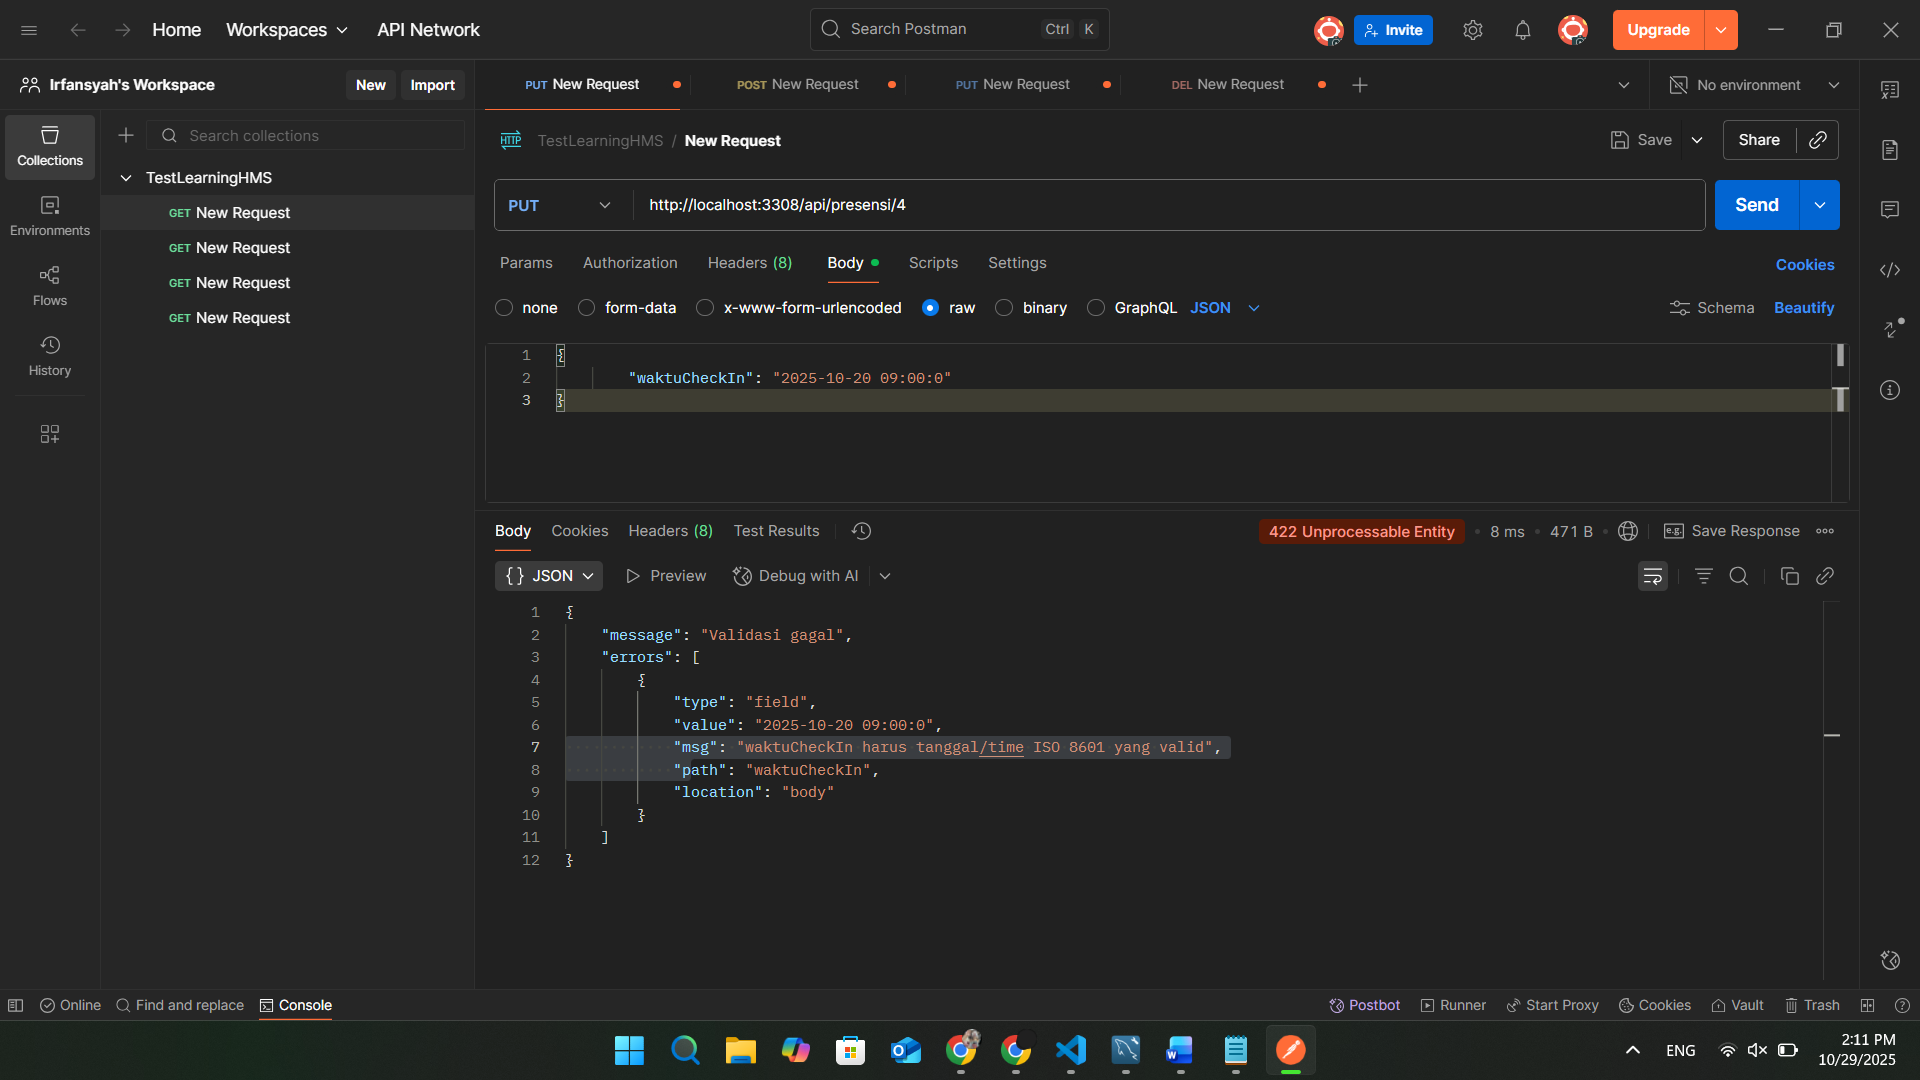 Home
Workspaces
API Network
Search Postman
Ctrl
K
Invite
Upgrade
Irfansyah's Workspace
New
Import
PUT New Request
POST New Request
PUT New Request
DEL New Request
No environment
Collections
Environments
Flows
History
Search collections
TestLearningHMS
GET New Request
GET New Request
GET New Request
GET New Request
HTTP
TestLearningHMS / New Request
Save
Share
PUT
http://localhost:3308/api/presensi/4
Send
Params
Authorization
Headers (8)
Body
Scripts
Settings
Cookies
none
form-data
x-www-form-urlencoded
raw
binary
GraphQL
JSON
Schema
Beautify
1 {
2 "waktuCheckIn": "2025-10-20 09:00:0"
3 }
Body
Cookies
Headers (8)
Test Results
422 Unprocessable Entity
8 ms
471 B
e.g.
Save Response
{} JSON
Preview
Debug with AI
1 {
2 "message": "Validasi gagal",
3 "errors": [
4 {
5 "type": "field",
6 "value": "2025-10-20 09:00:0",
7 "msg": "waktuCheckIn harus tanggal/time ISO 8601 yang valid",
8 "path": "waktuCheckIn",
9 "location": "body"
10 }
11 ]
12 }
Online
Find and replace
Console
Postbot
Runner
Start Proxy
Cookies
Vault
Trash
ENG
2:11 PM
10/29/2025